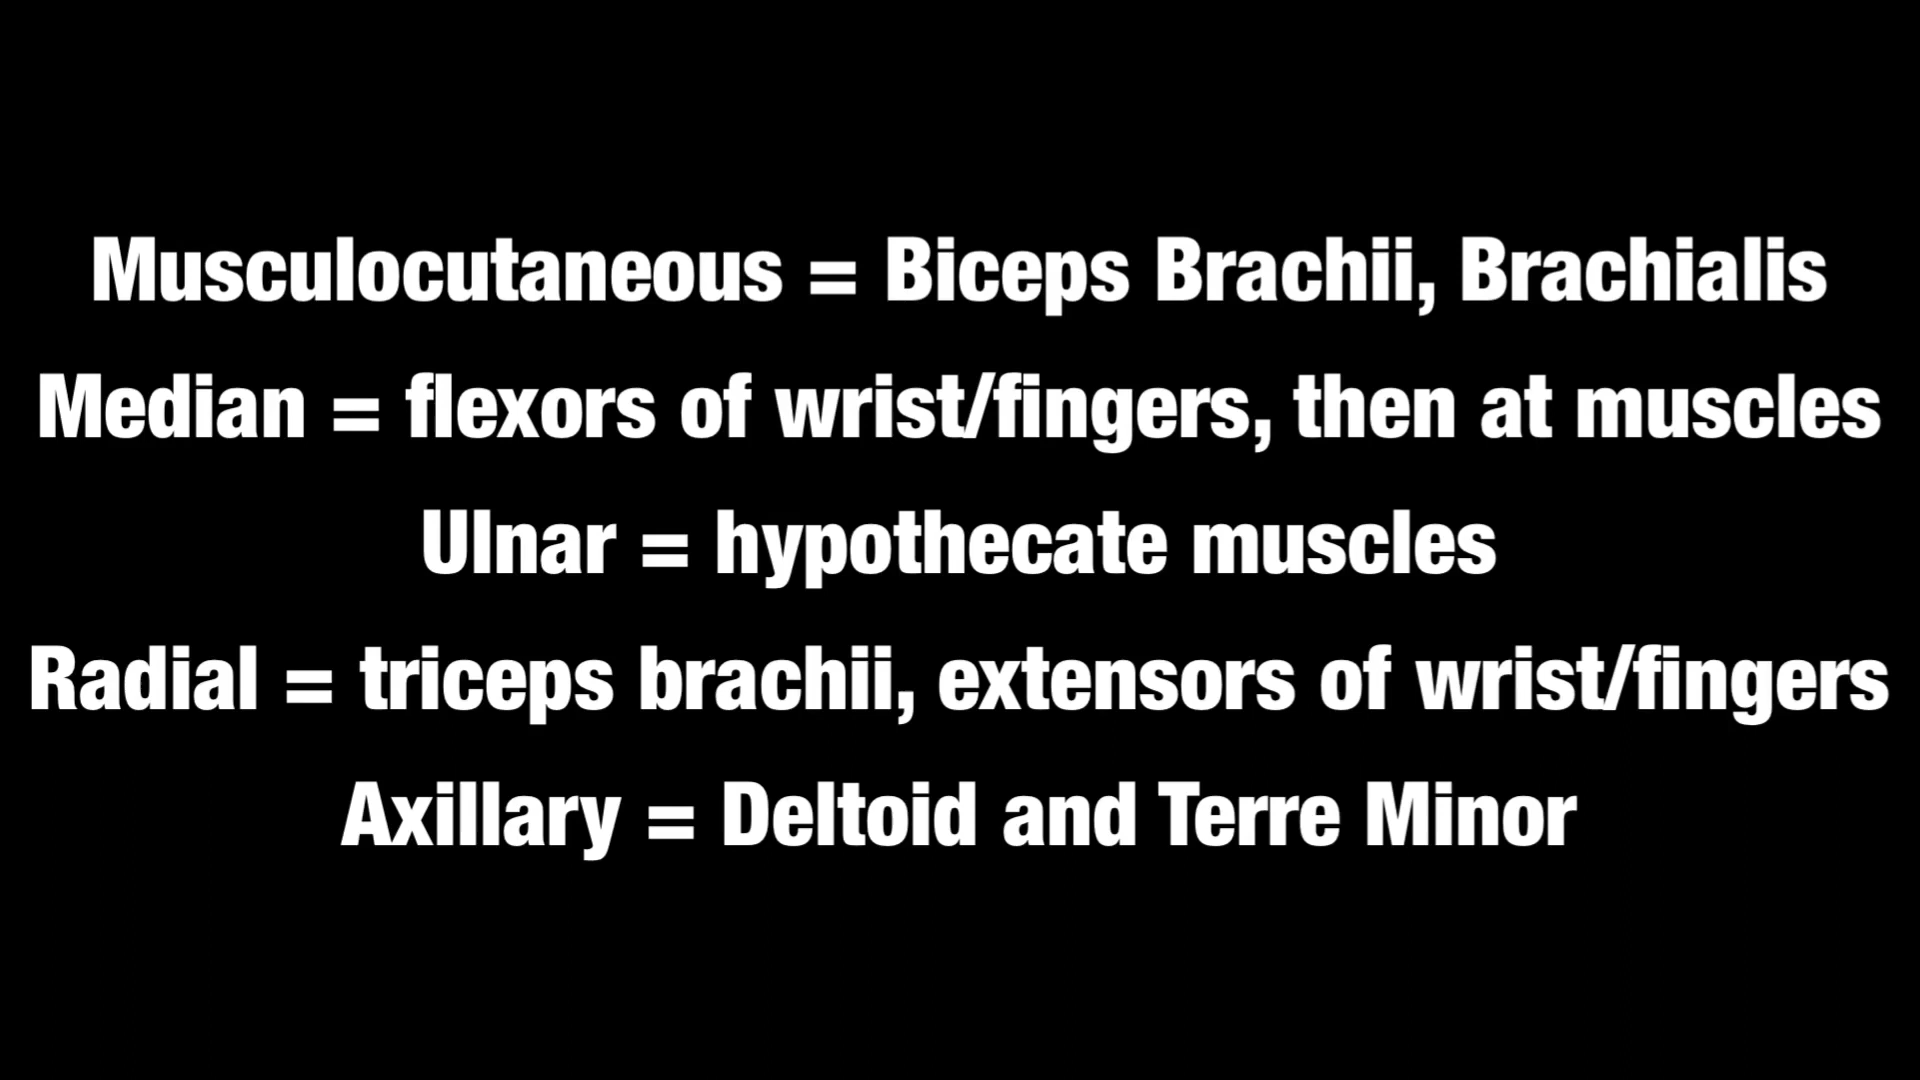 Musculocutaneous = Biceps Brachii, Brachialis
Median = flexors of wrist/fingers, then at muscles
Ulnar = hypothecate muscles
Radial = triceps brachii, extensors of wrist/fingers
Axillary = Deltoid and Terre Minor